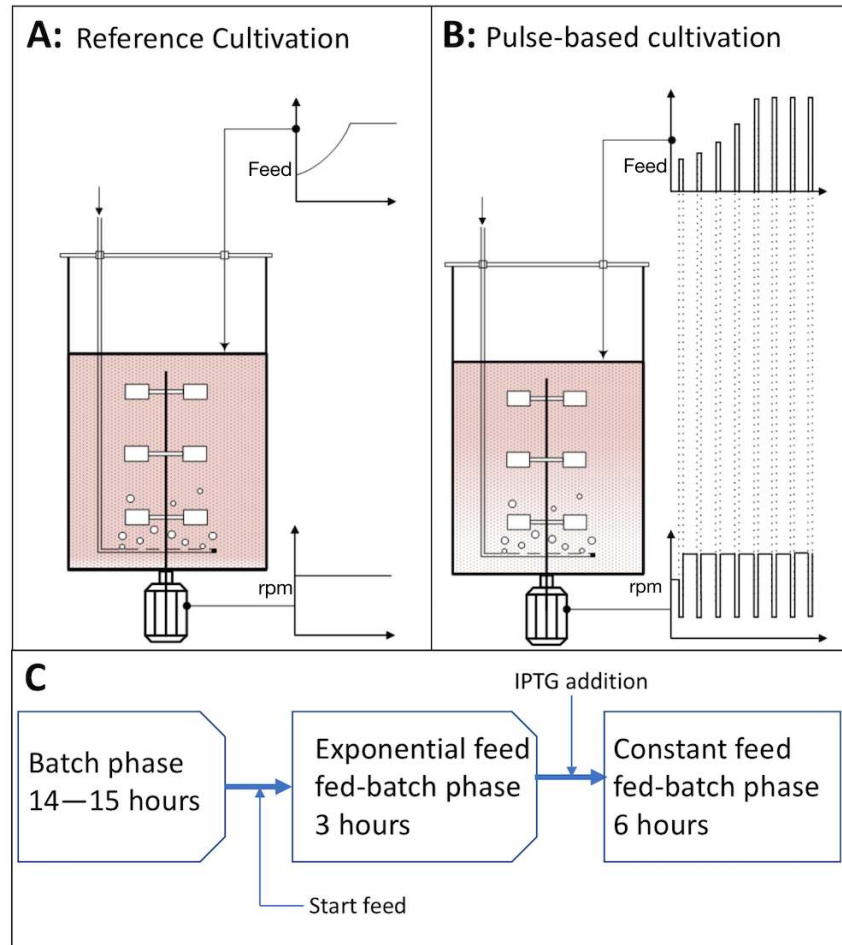 A: Reference Cultivation
Feed
rpm
B: Pulse-based cultivation
Feed
rpm
C
IPTG addition
Batch phase
14—15 hours
Exponential feed
fed-batch phase
3 hours
Constant feed
fed-batch phase
6 hours
Start feed